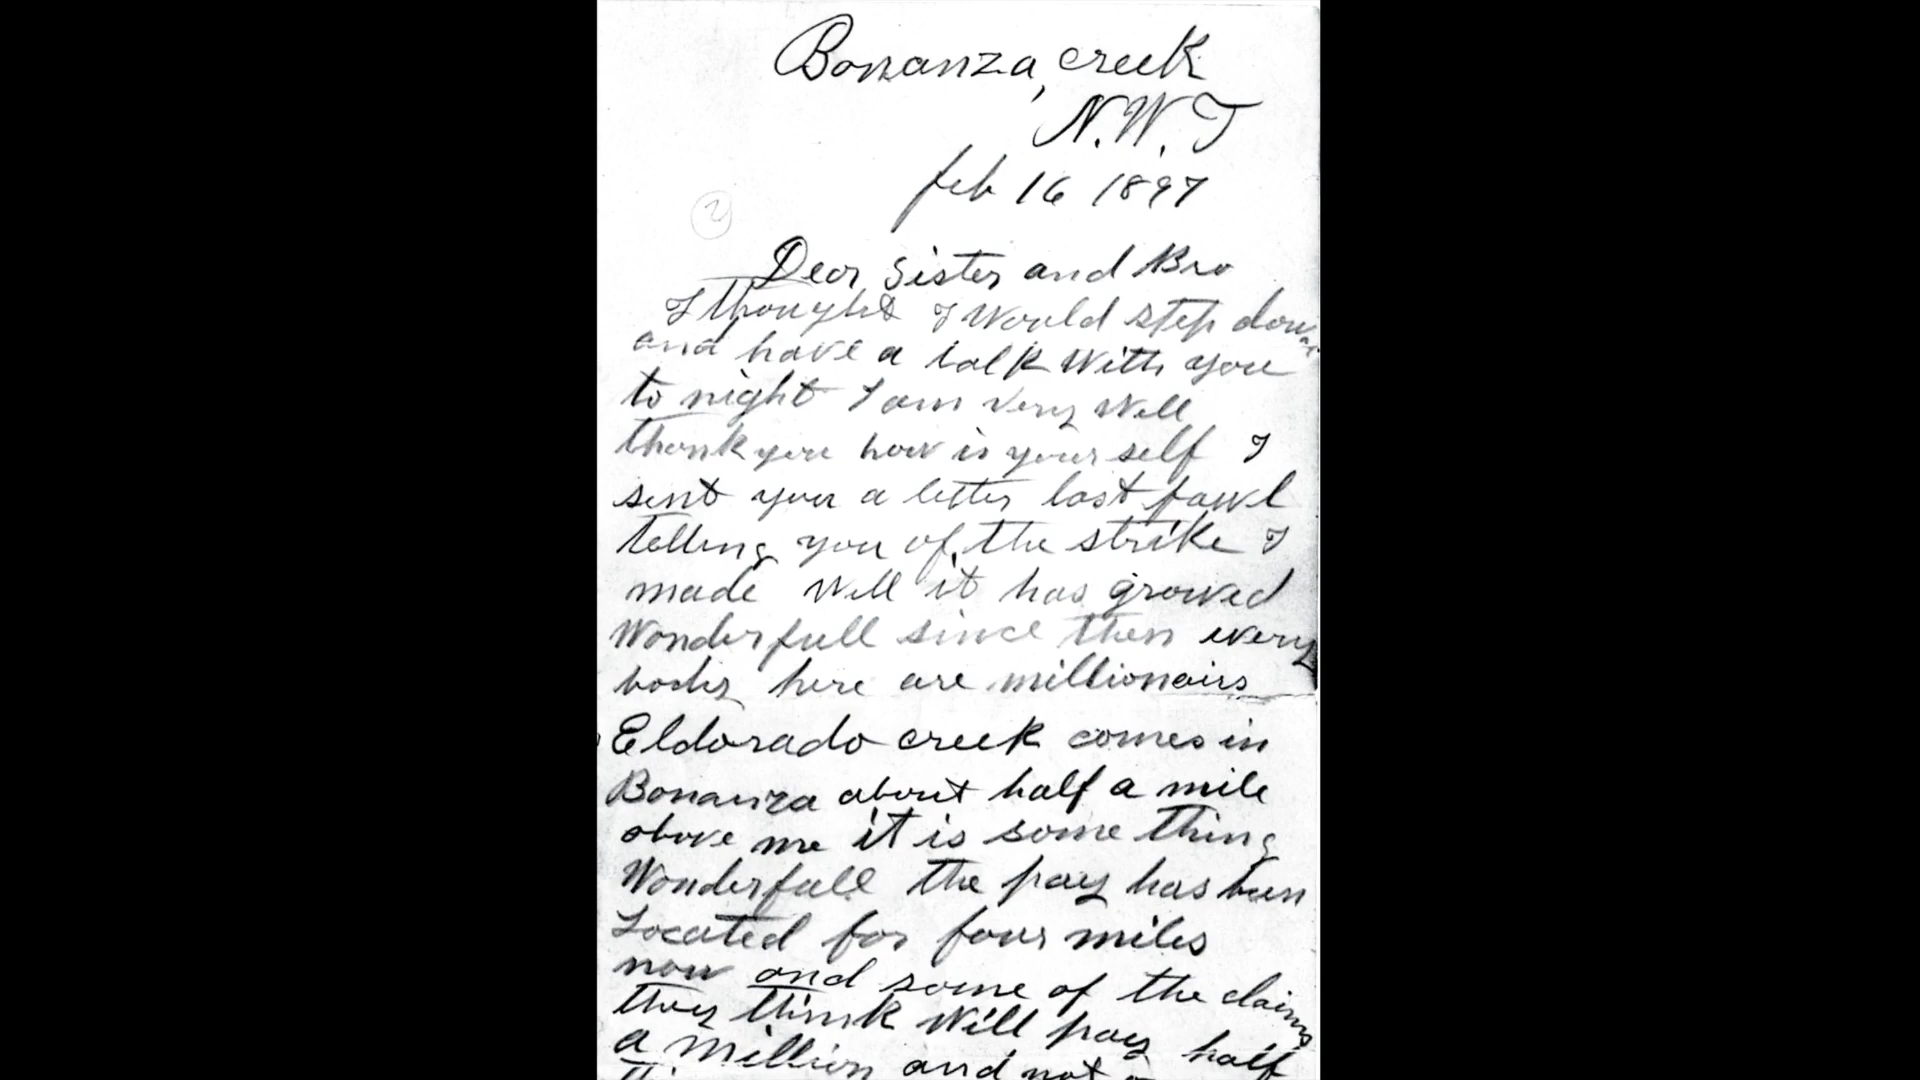 Bonanza, creek
N.W.T
feb 16 1897
2
Dear Sister and Bro
I thought I Would step down
and have a talk With you
to night I am very Well
thank you how is your self I
sent you a letter last fawl
telling you of the strike I
made Well it has growed
Wonderfull since then every
body here are millionairs
Eldorado creek comes in
Bonanza about half a mile
above me it is some thing
Wonderfull the pay has been
Located for four miles
now and some of the claims
they think Will pay half
a million and not